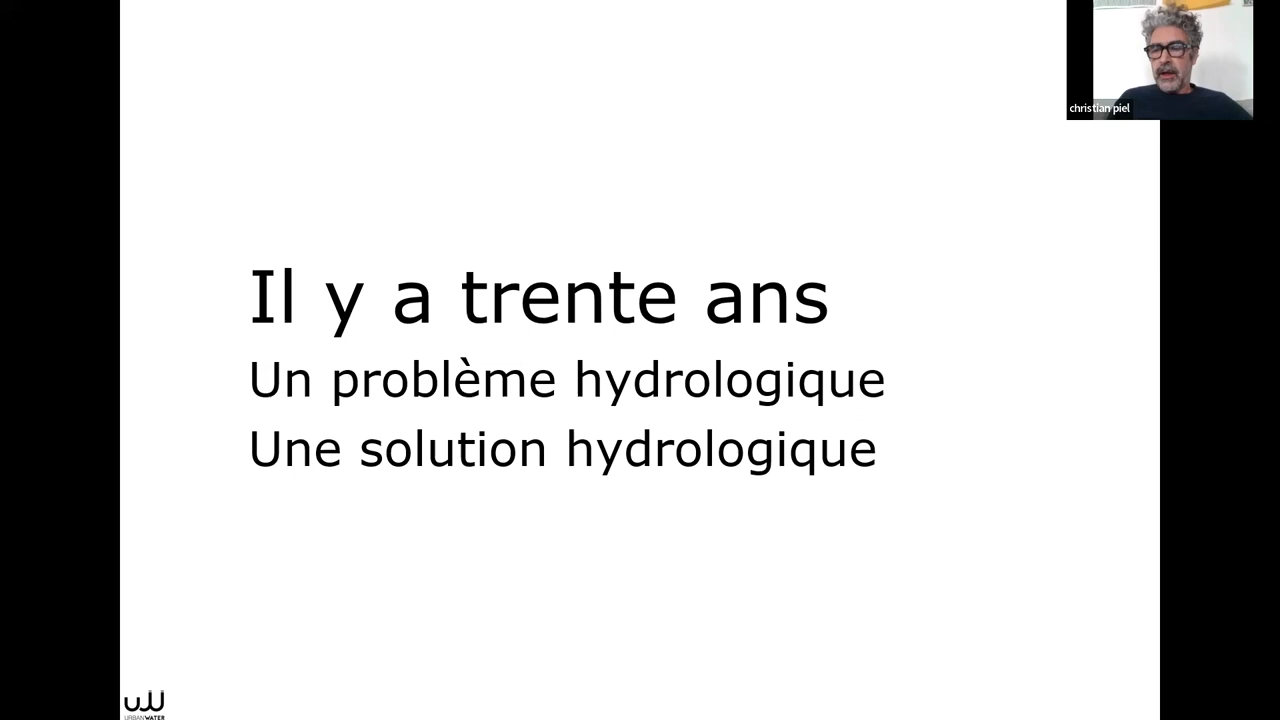 christian piel
Il y a trente ans
Un problème hydrologique
Une solution hydrologique
URBANWATER